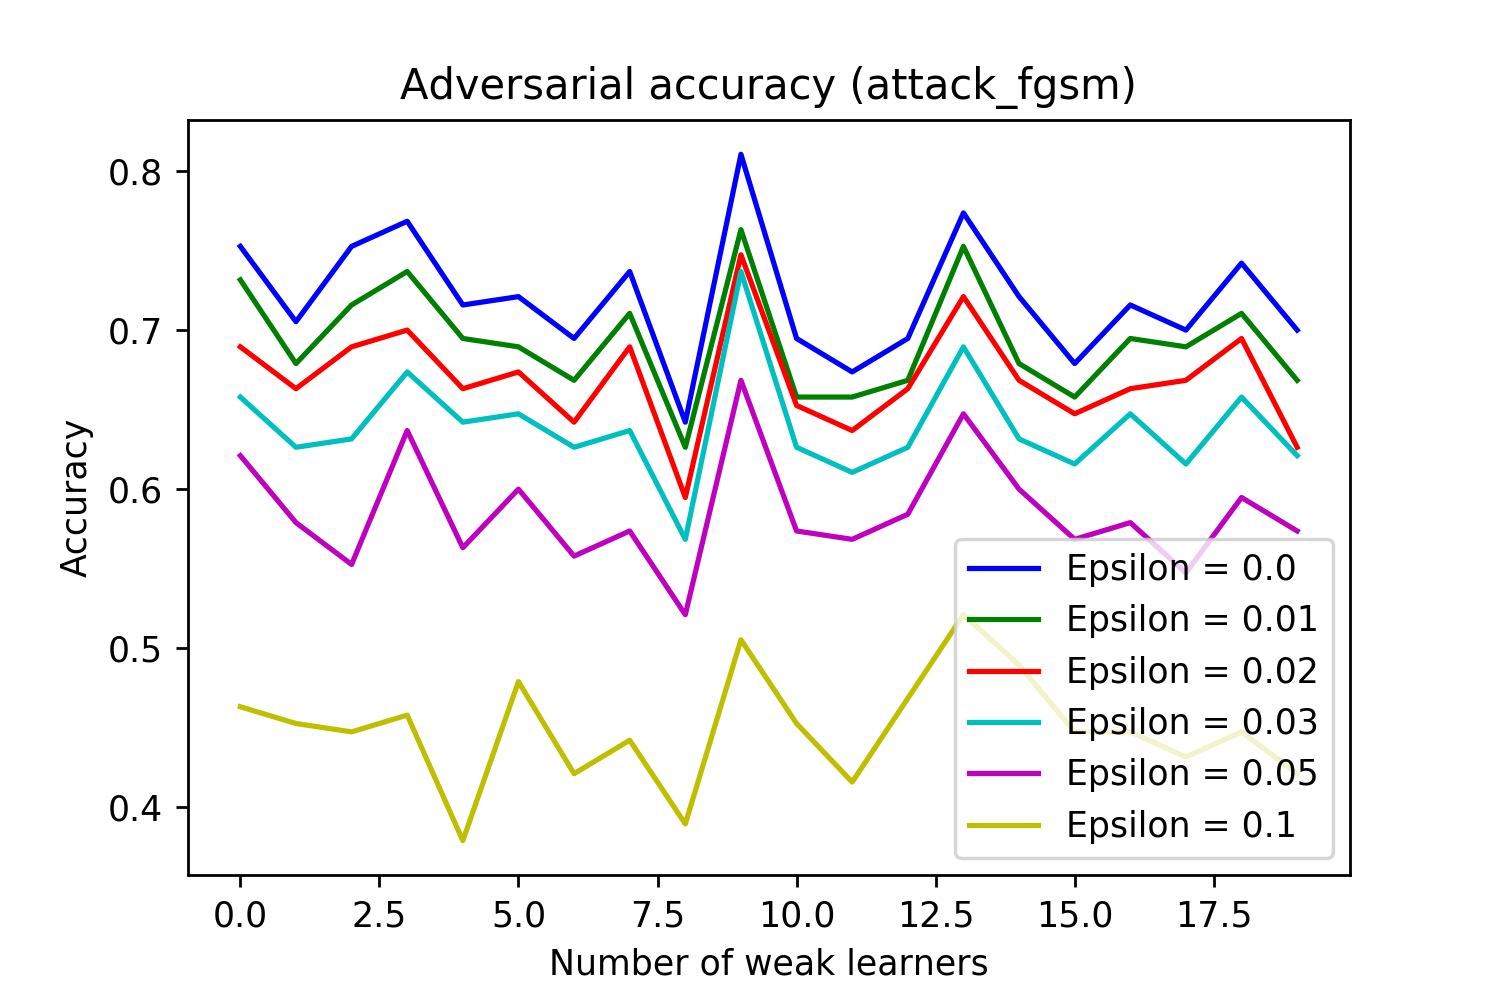 Adversarial accuracy (attack_fgsm)
0.8
0.7
0.6
0.5
0.4
Accuracy
Epsilon = 0.0
Epsilon = 0.01
Epsilon = 0.02
Epsilon = 0.03
Epsilon = 0.05
Epsilon = 0.1
0.0 2.5 5.0 7.5 10.0 12.5 15.0 17.5
Number of weak learners